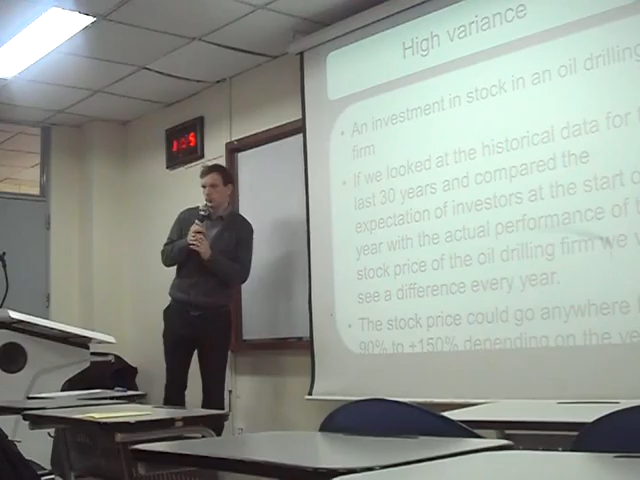 High variance
• An investment in stock in an oil drilling
firm
• If we looked at the historical data for
last 30 years and compared the
expectation of investors at the start o
year with the actual performance of
stock price of the oil drilling firm we
see a difference every year.
• The stock price could go anywhere
90% to +150% depending on the